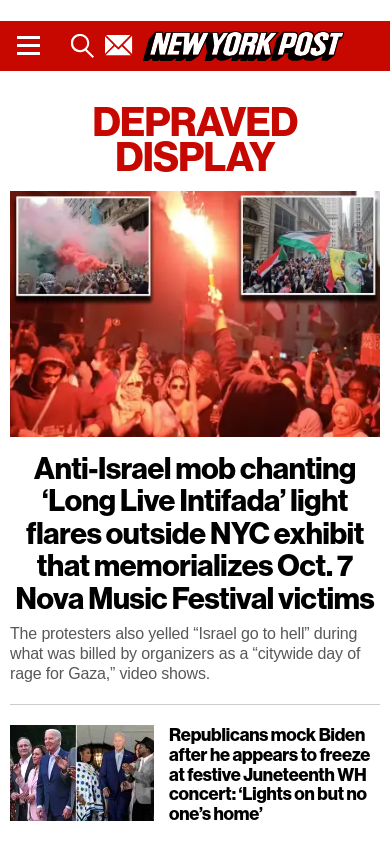 NEW YORK POST
DEPRAVED
DISPLAY
Anti-Israel mob chanting
‘Long Live Intifada’ light
flares outside NYC exhibit
that memorializes Oct. 7
Nova Music Festival victims
The protesters also yelled “Israel go to hell” during
what was billed by organizers as a “citywide day of
rage for Gaza,” video shows.
Republicans mock Biden
after he appears to freeze
at festive Juneteenth WH
concert: ‘Lights on but no
one’s home’